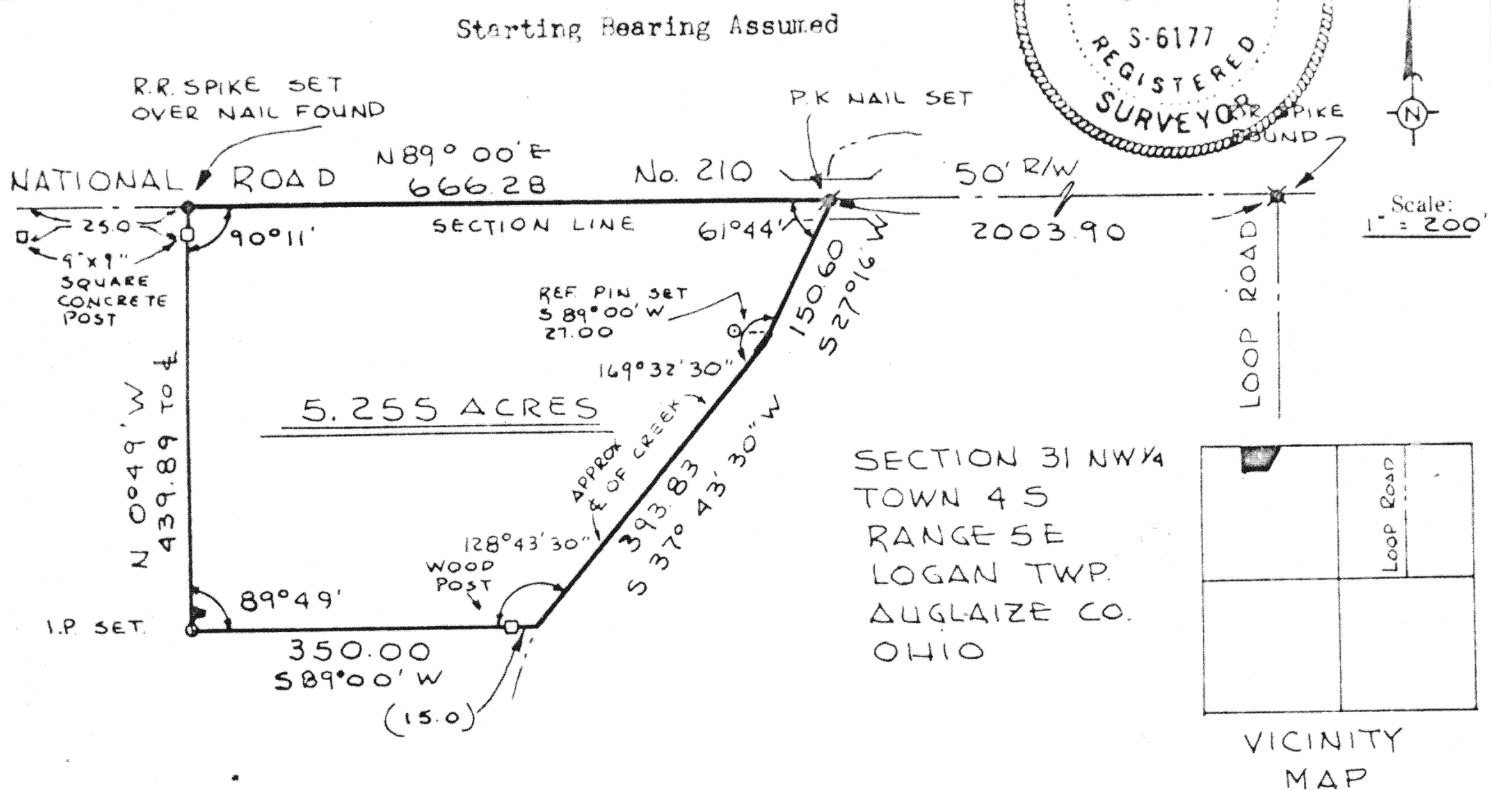 Starting Bearing Assumed
S-6177
REGISTERED
SURVEYOR
R.R. SPIKE SET
OVER NAIL FOUND
P.K NAIL SET
R.R. SPIKE
FOUND
N
NATIONAL ROAD
N 89° 00' E
666.28
No. 210
50' R/W
Scale:
1" = 200'
25.0
90°11'
SECTION LINE
61°44'
2003.90
9"x9"
SQUARE
CONCRETE
POST
REF. PIN SET
S 89°00' W
27.00
150.60
S 27°16' W
LOOP ROAD
169°32'30"
N 0°49' W
439.89 TO ℄
5.255 ACRES
APPROX
℄ OF CREEK
393.83
S 37° 43' 30" W
128°43'30"
WOOD
POST
89°49'
I.P. SET.
350.00
S89°00' W
(15.0)
SECTION 31 NW 1/4
TOWN 4 S
RANGE 5 E
LOGAN TWP.
AUGLAIZE CO.
OHIO
LOOP ROAD
VICINITY
MAP